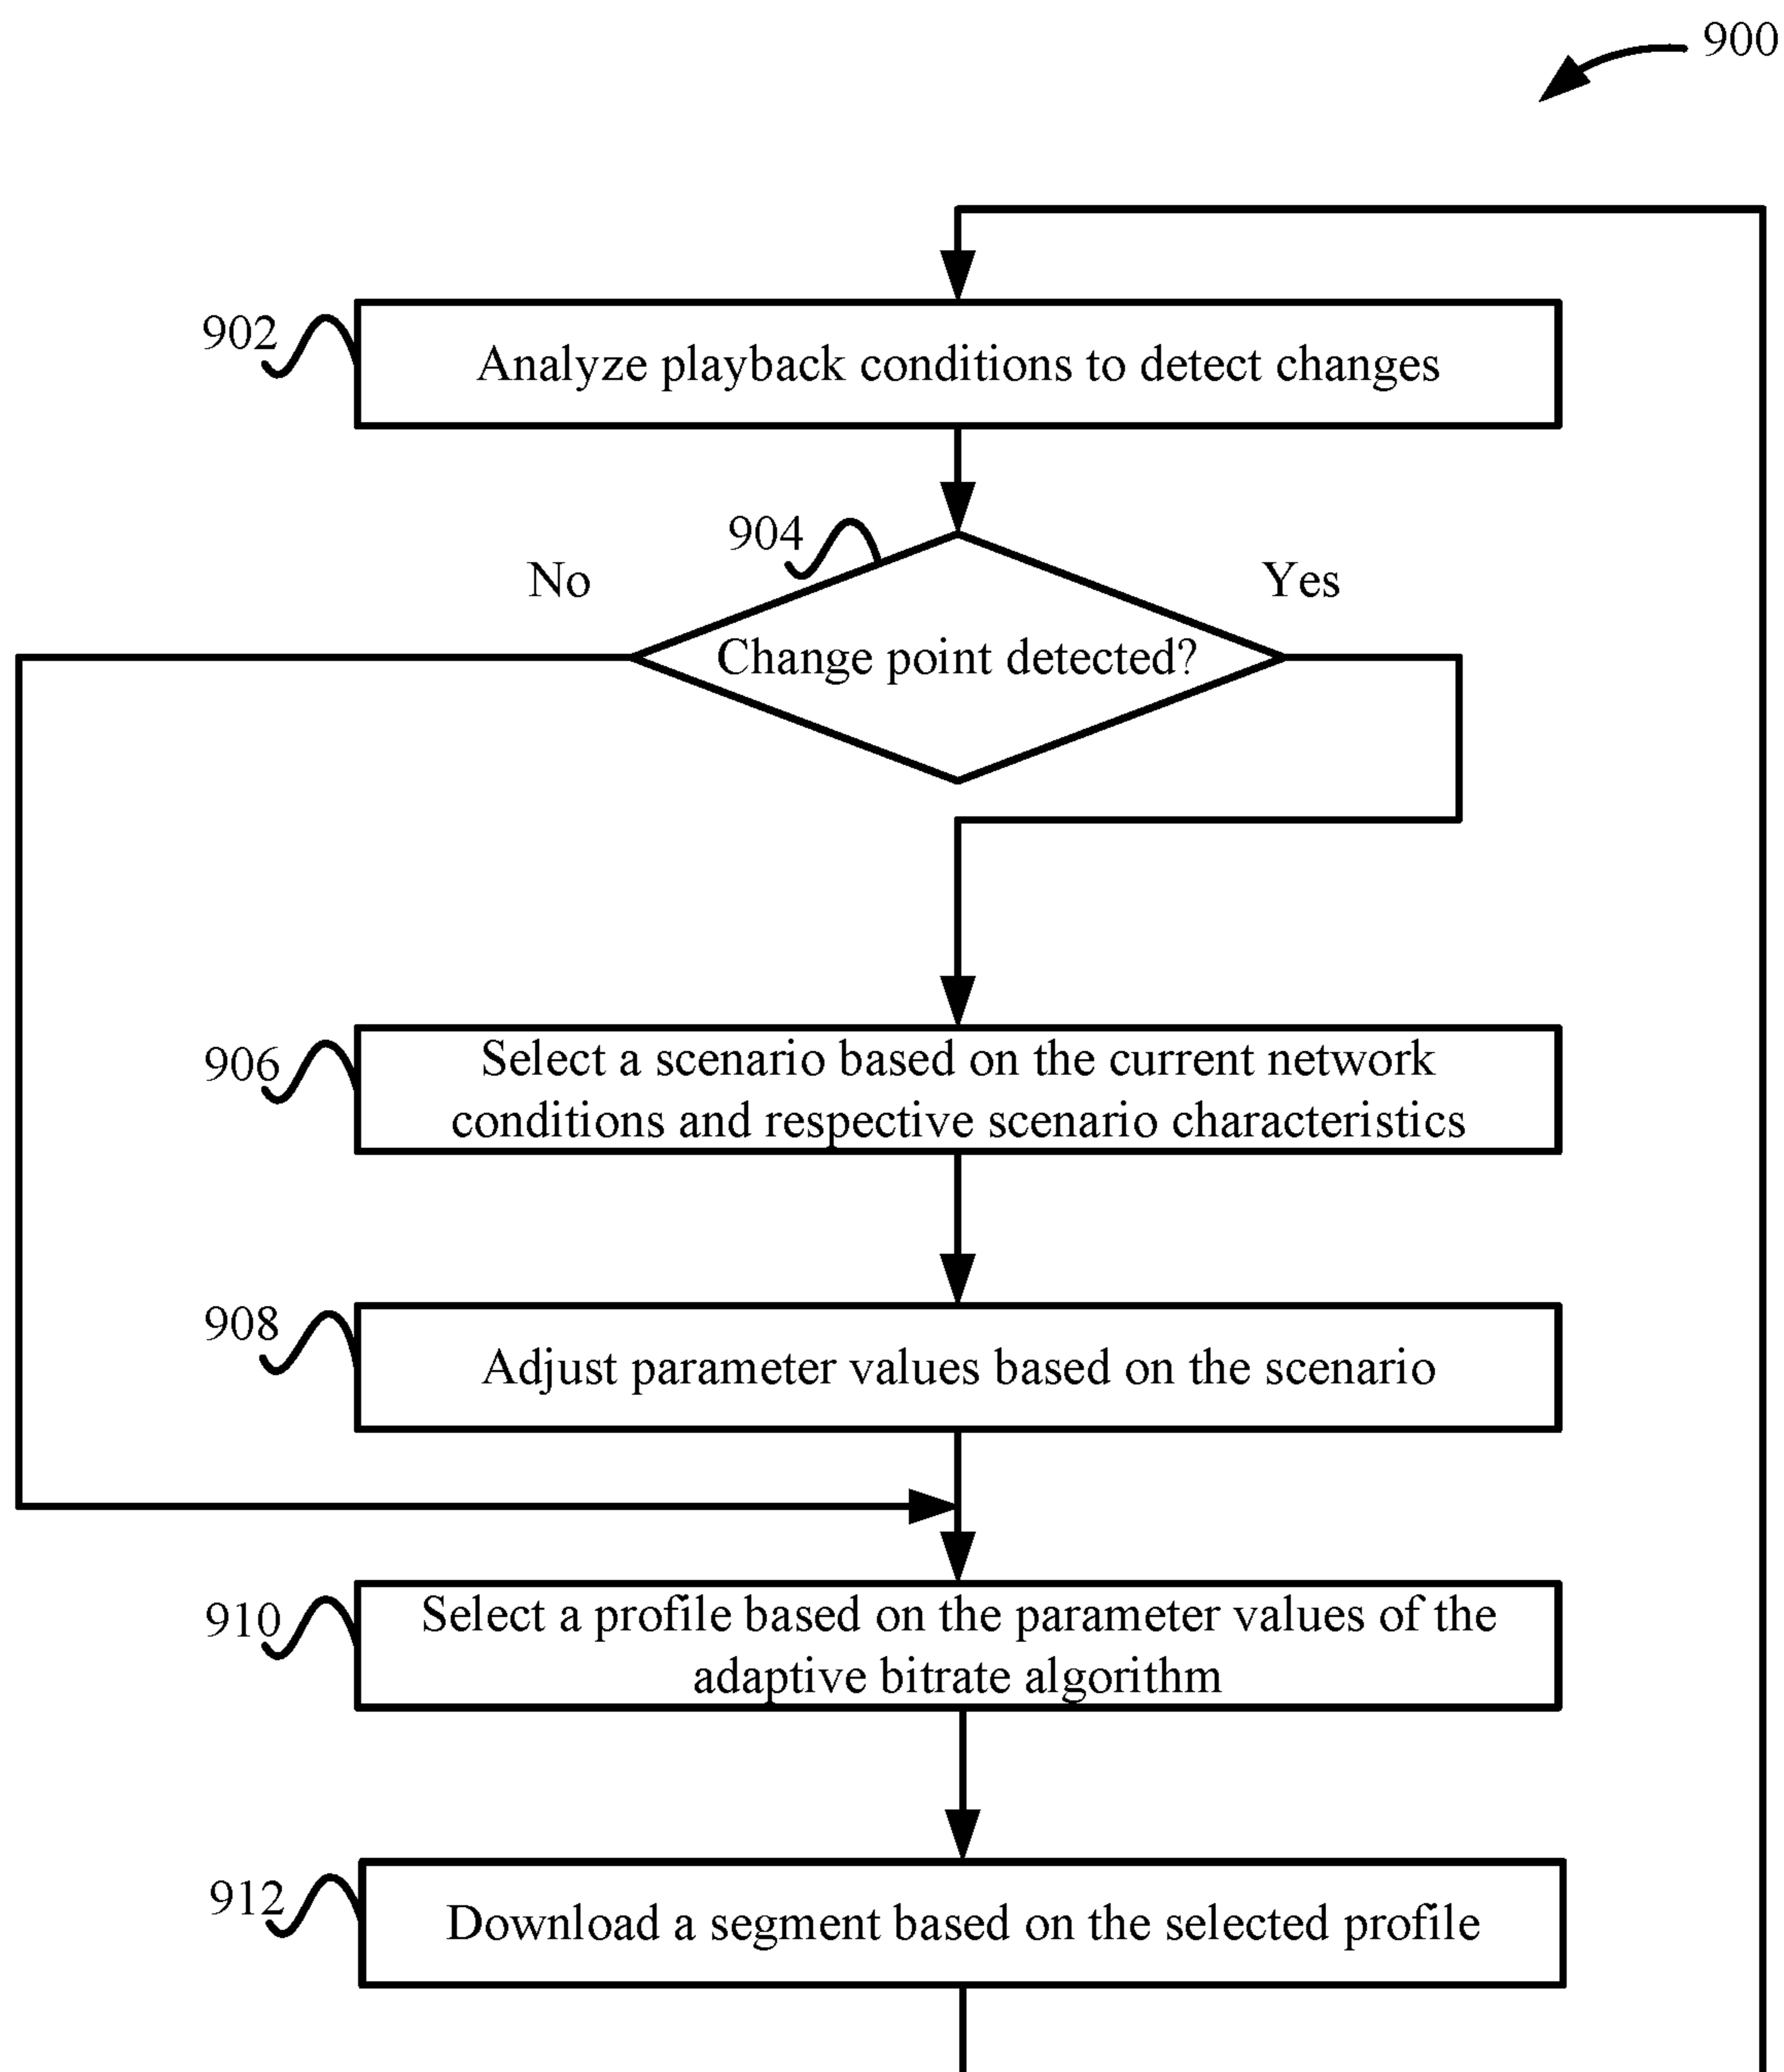 900
902
Analyze playback conditions to detect changes
904
No
Yes
Change point detected?
906
Select a scenario based on the current network
conditions and respective scenario characteristics
908
Adjust parameter values based on the scenario
910
Select a profile based on the parameter values of the
adaptive bitrate algorithm
912
Download a segment based on the selected profile